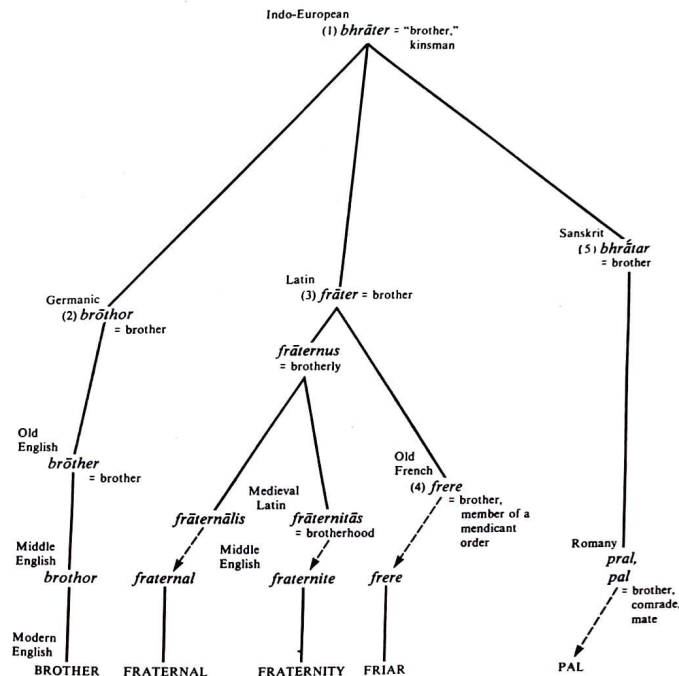 Indo-European
(1) bhrāter = "brother,"
kinsman
Sanskrit
(5) bhrā́tar
= brother
Latin
(3) frāter = brother
Germanic
(2) brōthor
= brother
frāternus
= brotherly
Old
English
brōther
= brother
Old
French
(4) frere
= brother,
member of a
mendicant
order
Medieval
Latin
frāternālis
frāternitās
= brotherhood
Middle
English
brothor
fraternal
Middle
English
fraternite
frere
Romany
pral,
pal
= brother,
comrade,
mate
Modern
English
BROTHER FRATERNAL FRATERNITY FRIAR PAL